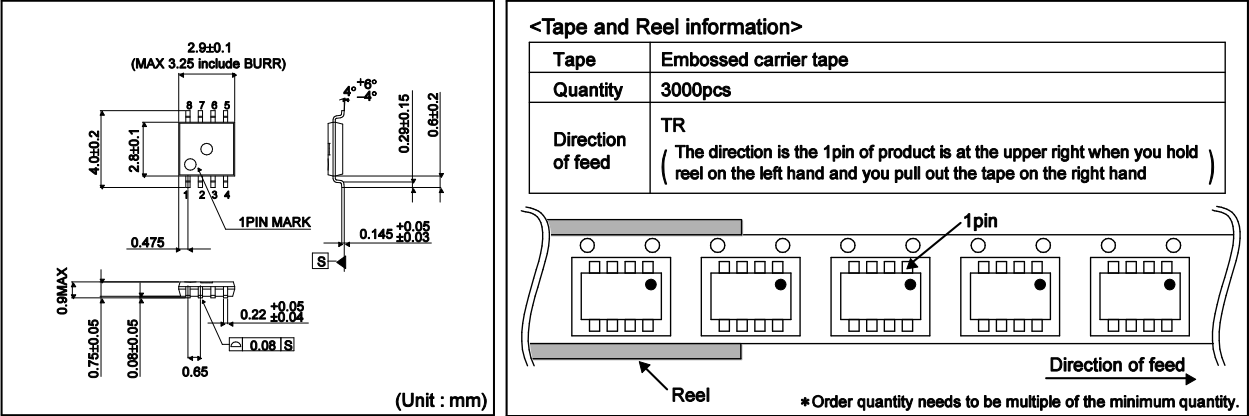 2.9±0.1
(MAX 3.25 include BURR)
8 7 6 5
4.0±0.2
2.8±0.1
1 2 3 4
1PIN MARK
0.475
4° +6°
−4°
0.29±0.15
0.6±0.2
0.145 +0.05
±0.03
S
0.9MAX
0.75±0.05
0.08±0.05
0.22 +0.05
±0.04
0.08 S
0.65
(Unit : mm)
<Tape and Reel information>
Tape Embossed carrier tape
Quantity 3000pcs
Direction
of feed
TR
( The direction is the 1pin of product is at the upper right when you hold
reel on the left hand and you pull out the tape on the right hand )
1pin
Reel
Direction of feed
*Order quantity needs to be multiple of the minimum quantity.